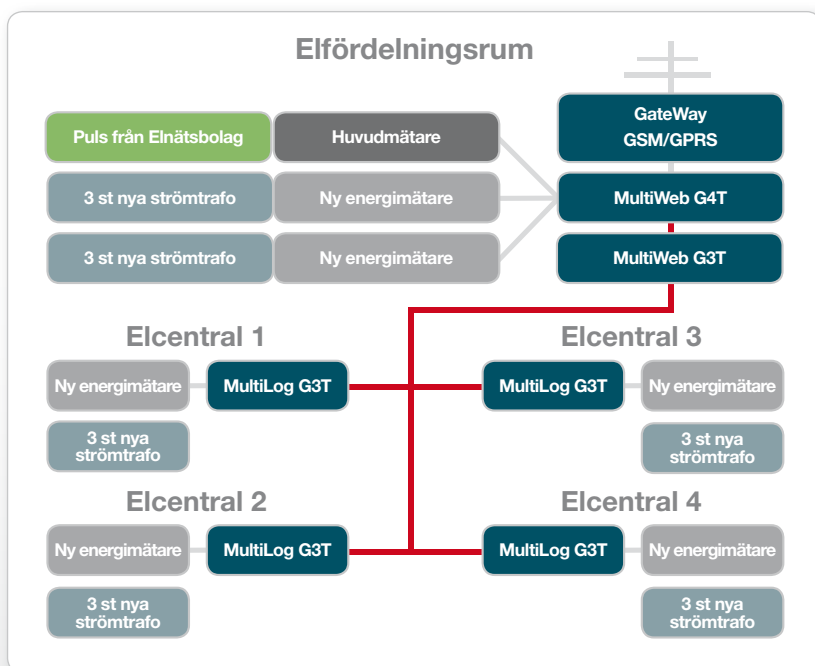 Elfördelningsrum
Puls från Elnätsbolag
Huvudmätare
GateWay
GSM/GPRS
3 st nya strömtrafo
Ny energimätare
MultiWeb G4T
3 st nya strömtrafo
Ny energimätare
MultiWeb G3T
Elcentral 1
Elcentral 3
Ny energimätare
MultiLog G3T
MultiLog G3T
Ny energimätare
3 st nya
strömtrafo
3 st nya
strömtrafo
Elcentral 2
Elcentral 4
Ny energimätare
MultiLog G3T
MultiLog G3T
Ny energimätare
3 st nya
strömtrafo
3 st nya
strömtrafo